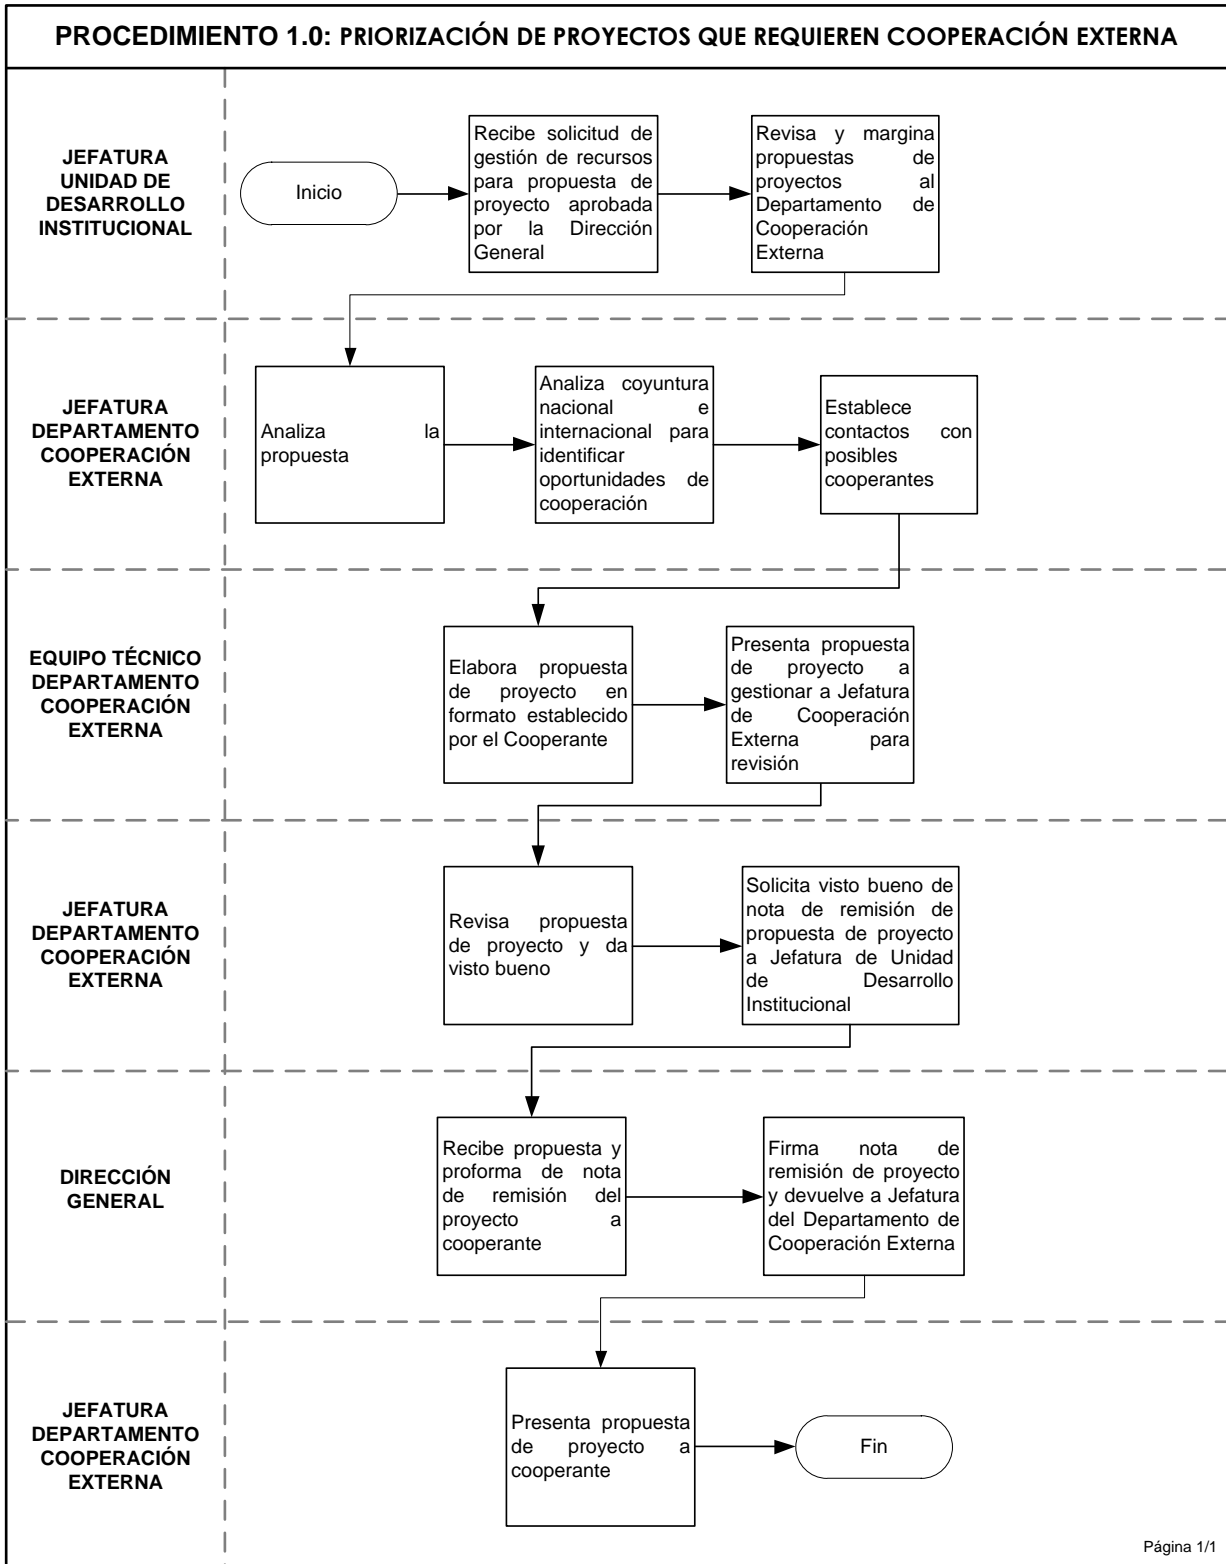 PROCEDIMIENTO 1.0: PRIORIZACIÓN DE PROYECTOS QUE REQUIEREN COOPERACIÓN EXTERNA
JEFATURA
UNIDAD DE
DESARROLLO
INSTITUCIONAL
Inicio
Recibe solicitud de
gestión de recursos
para propuesta de
proyecto aprobada
por la Dirección
General
Revisa y margina
propuestas de
proyectos al
Departamento de
Cooperación
Externa
JEFATURA
DEPARTAMENTO
COOPERACIÓN
EXTERNA
Analiza la
propuesta
Analiza coyuntura
nacional e
internacional para
identificar
oportunidades de
cooperación
Establece
contactos con
posibles
cooperantes
EQUIPO TÉCNICO
DEPARTAMENTO
COOPERACIÓN
EXTERNA
Elabora propuesta
de proyecto en
formato establecido
por el Cooperante
Presenta propuesta
de proyecto a
gestionar a Jefatura
de Cooperación
Externa para
revisión
JEFATURA
DEPARTAMENTO
COOPERACIÓN
EXTERNA
Revisa propuesta
de proyecto y da
visto bueno
Solicita visto bueno de
nota de remisión de
propuesta de proyecto
a Jefatura de Unidad
de Desarrollo
Institucional
DIRECCIÓN
GENERAL
Recibe propuesta y
proforma de nota
de remisión del
proyecto a
cooperante
Firma nota de
remisión de proyecto
y devuelve a Jefatura
del Departamento de
Cooperación Externa
JEFATURA
DEPARTAMENTO
COOPERACIÓN
EXTERNA
Presenta propuesta
de proyecto a
cooperante
Fin
Página 1/1